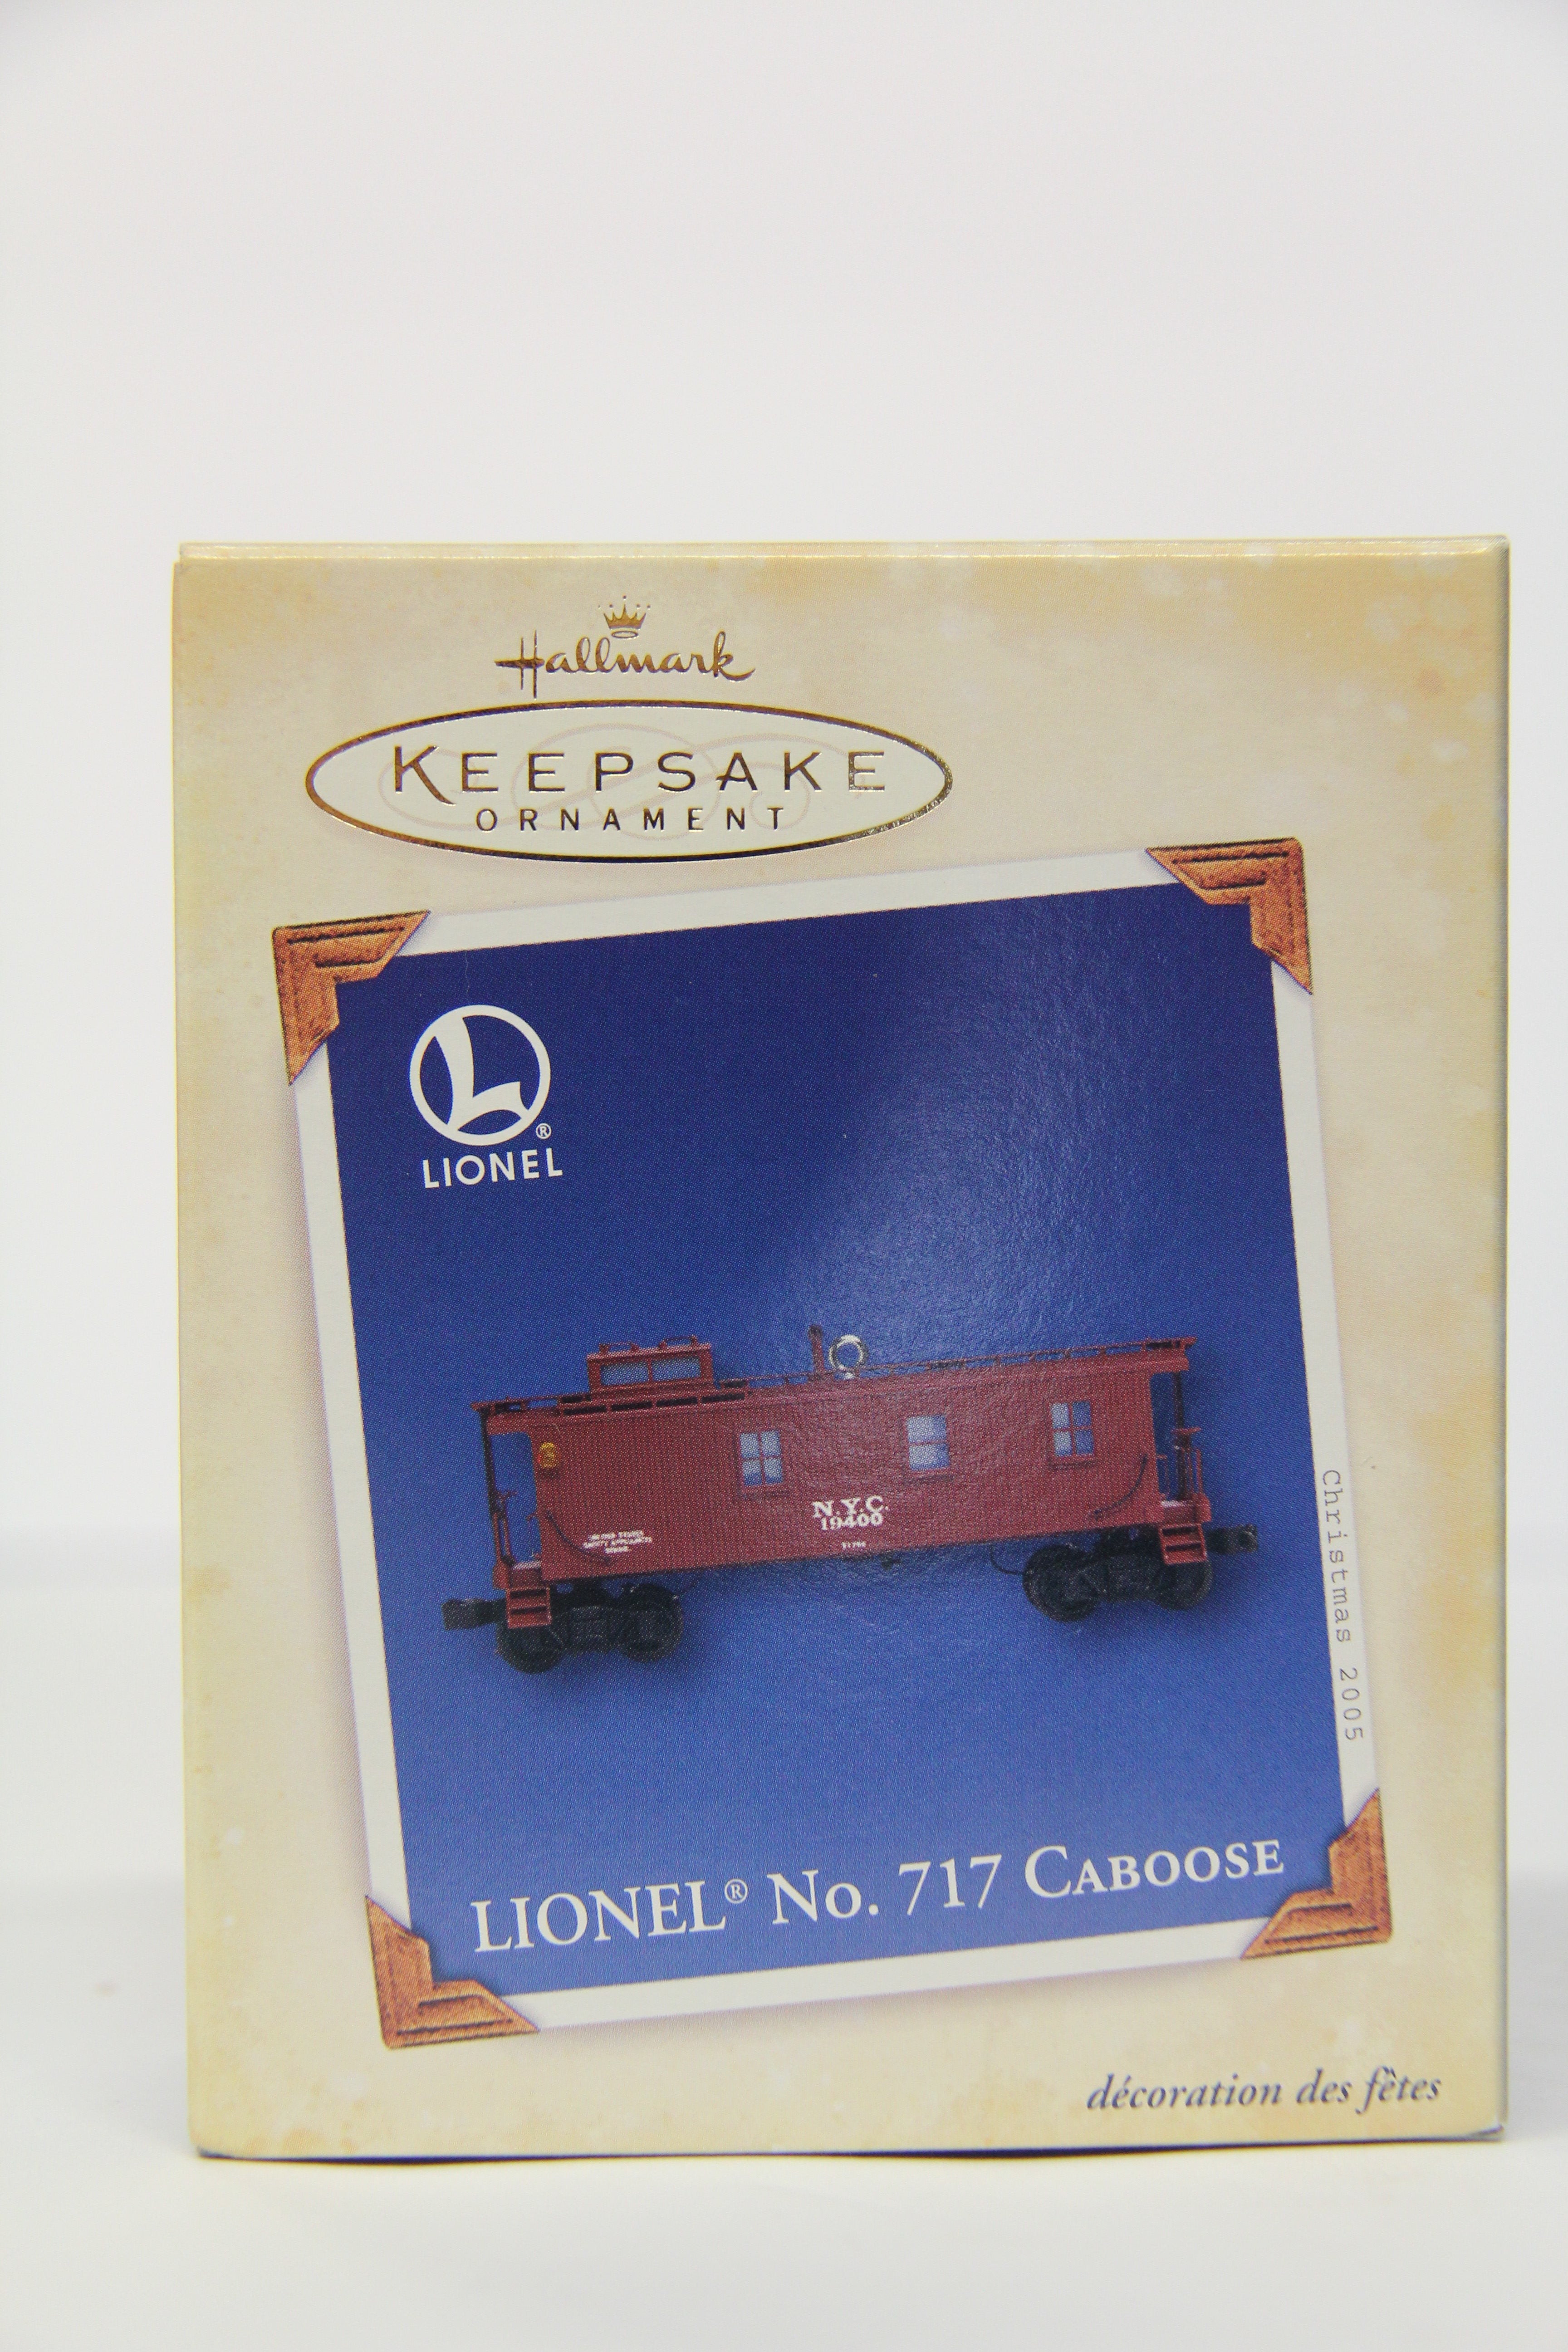 Hallmark
KEEPSAKE
ORNAMENT
L
®
LIONEL
N.Y.C.
19400
Christmas 2005
LIONEL® No. 717 CABOOSE
décoration des fêtes